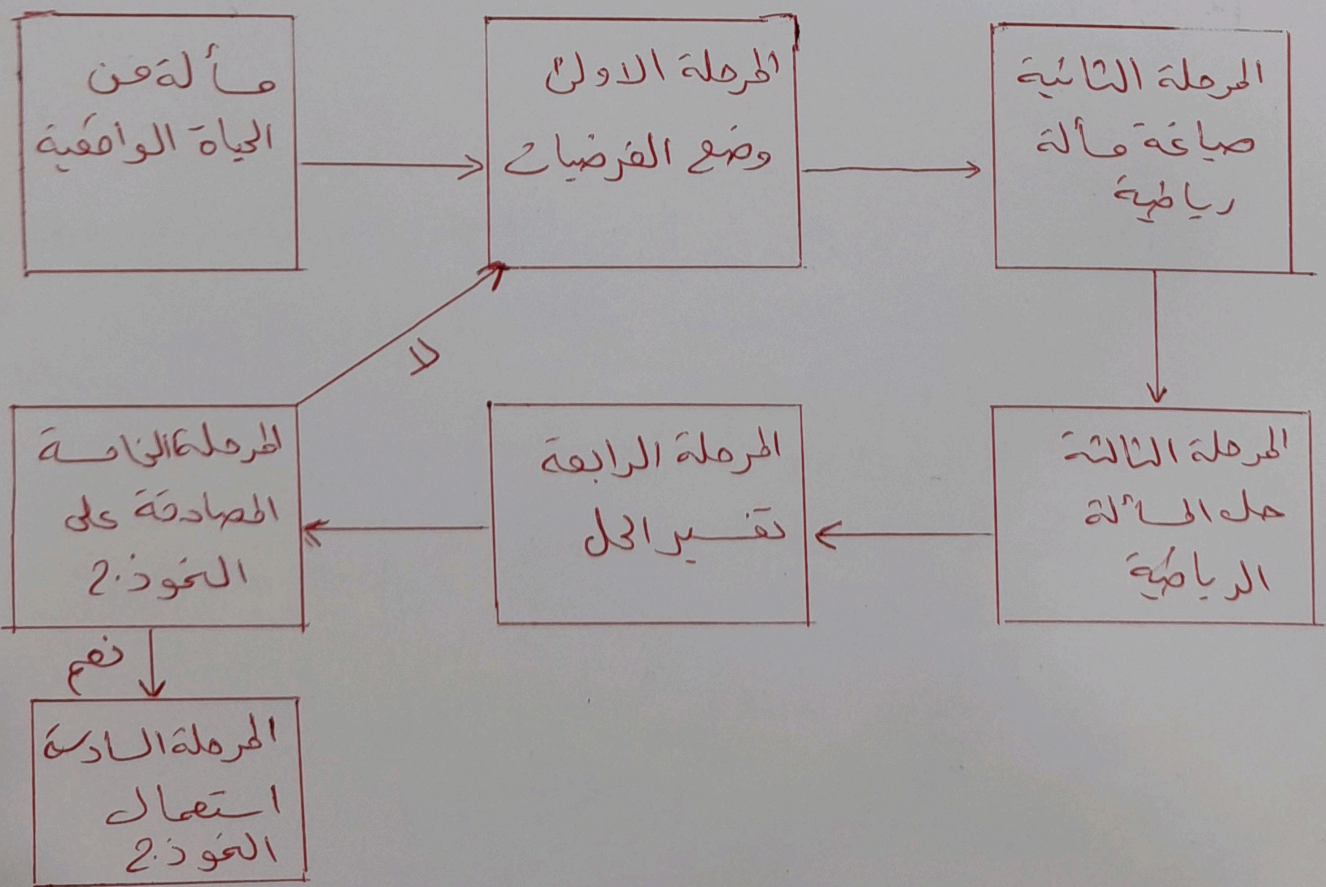 مسألة من
الحياة الواقعية
المرحلة الاولى
وضع الفرضيات
المرحلة الثانية
صياغة مسألة
رياضية
المرحلة الثالثة
حل المسألة
الرياضية
المرحلة الرابعة
تفسير الحل
المرحلة الخامسة
المصادقة على
النموذج
لا
نعم
المرحلة السادسة
استعمال
النموذج